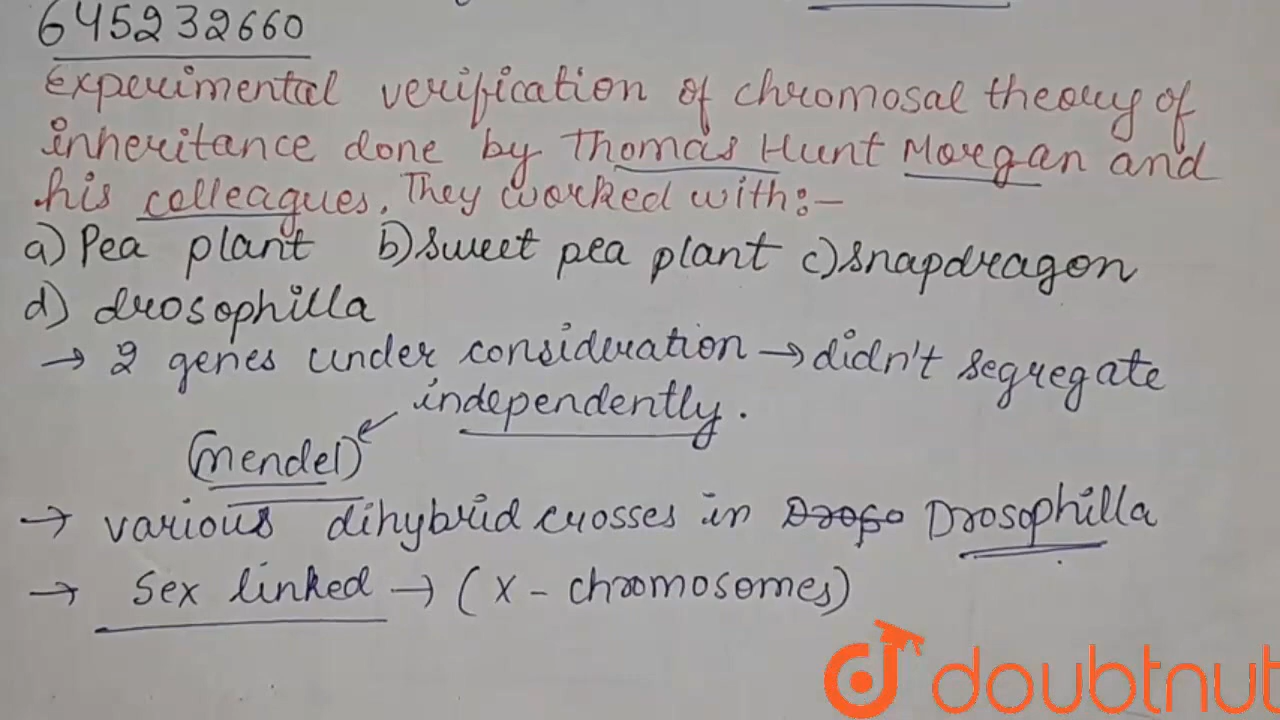 645232660
Experimental verification of chromosal theory of
inheritance done by Thomas Hunt Morgan and
his colleagues. They worked with:-
a) Pea plant b) sweet pea plant c) snapdragon
d) drosophilla
→ 2 genes under consideration → didn't segregate
independently.
(mendel)
→ various dihybrid crosses in Droso Drosophilla
→ Sex linked → (X - chromosomes)
doubtnut